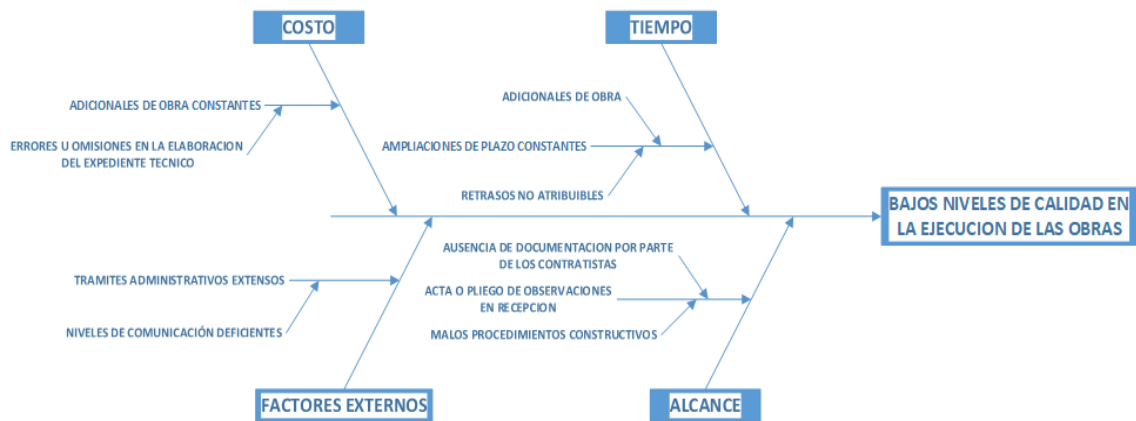 COSTO
TIEMPO
ADICIONALES DE OBRA CONSTANTES
ERRORES U OMISIONES EN LA ELABORACION
DEL EXPEDIENTE TECNICO
ADICIONALES DE OBRA
AMPLIACIONES DE PLAZO CONSTANTES
RETRASOS NO ATRIBUIBLES
BAJOS NIVELES DE CALIDAD EN
LA EJECUCION DE LAS OBRAS
TRAMITES ADMINISTRATIVOS EXTENSOS
NIVELES DE COMUNICACIÓN DEFICIENTES
AUSENCIA DE DOCUMENTACION POR PARTE
DE LOS CONTRATISTAS
ACTA O PLIEGO DE OBSERVACIONES
EN RECEPCION
MALOS PROCEDIMIENTOS CONSTRUCTIVOS
FACTORES EXTERNOS
ALCANCE